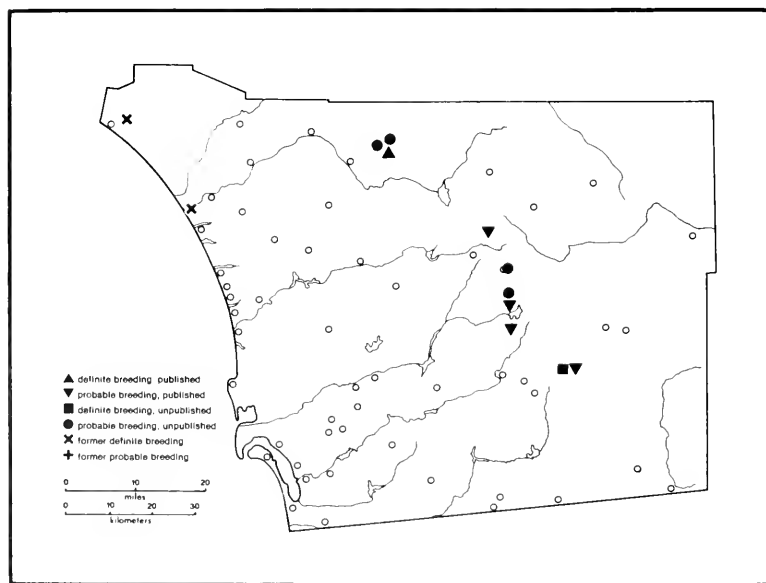 definite breeding, published
probable breeding, published
definite breeding, unpublished
probable breeding, unpublished
former definite breeding
former probable breeding
0 10 20
miles
0 10 20 30
kilometers